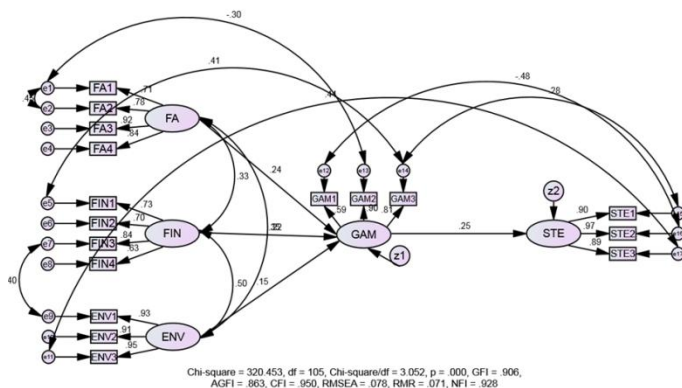 -.30
.41
-.48
.28
e1
FA1
.71
e2
FA2
.78
e3
FA3
.92
e4
FA4
.84
FA
.33
.24
e5
FIN1
.73
e6
FIN2
.70
e7
FIN3
.84
e8
FIN4
.63
FIN
.50
.15
e9
ENV1
.93
ENV2
.91
ENV3
.95
ENV
e12
e13
e14
GAM1
GAM2
GAM3
.59
.90
.81
GAM
z1
.25
z2
STE
.90
STE1
.97
STE2
.89
STE3
Chi-square = 320.453, df = 105, Chi-square/df = 3.052, p = .000, GFI = .906,
AGFI = .863, CFI = .950, RMSEA = .078, RMR = .071, NFI = .928